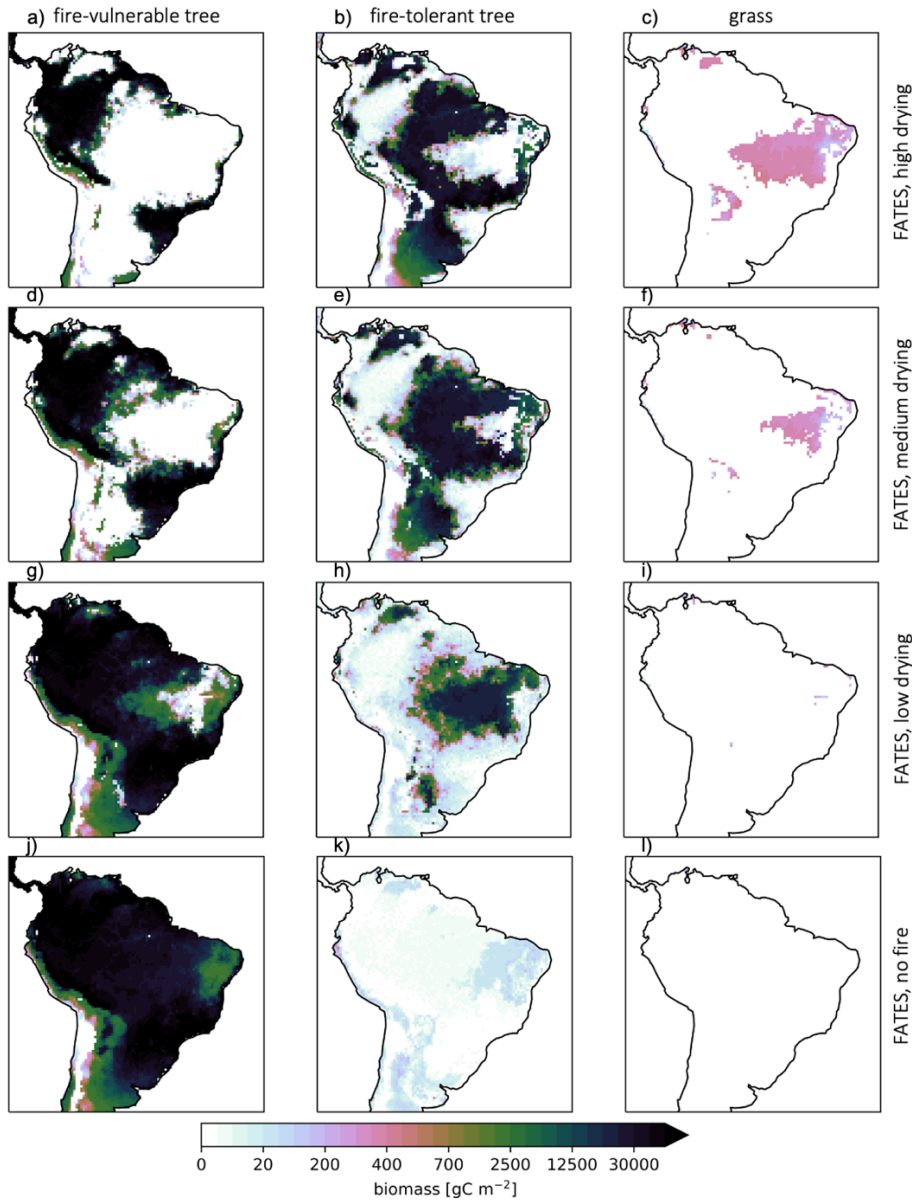 a) fire-vulnerable tree
b) fire-tolerant tree
c) grass
FATES, high drying
d)
e)
f)
FATES, medium drying
g)
h)
i)
FATES, low drying
j)
k)
l)
FATES, no fire
0 20 200 400 700 2500 12500 30000
biomass [gC m⁻²]